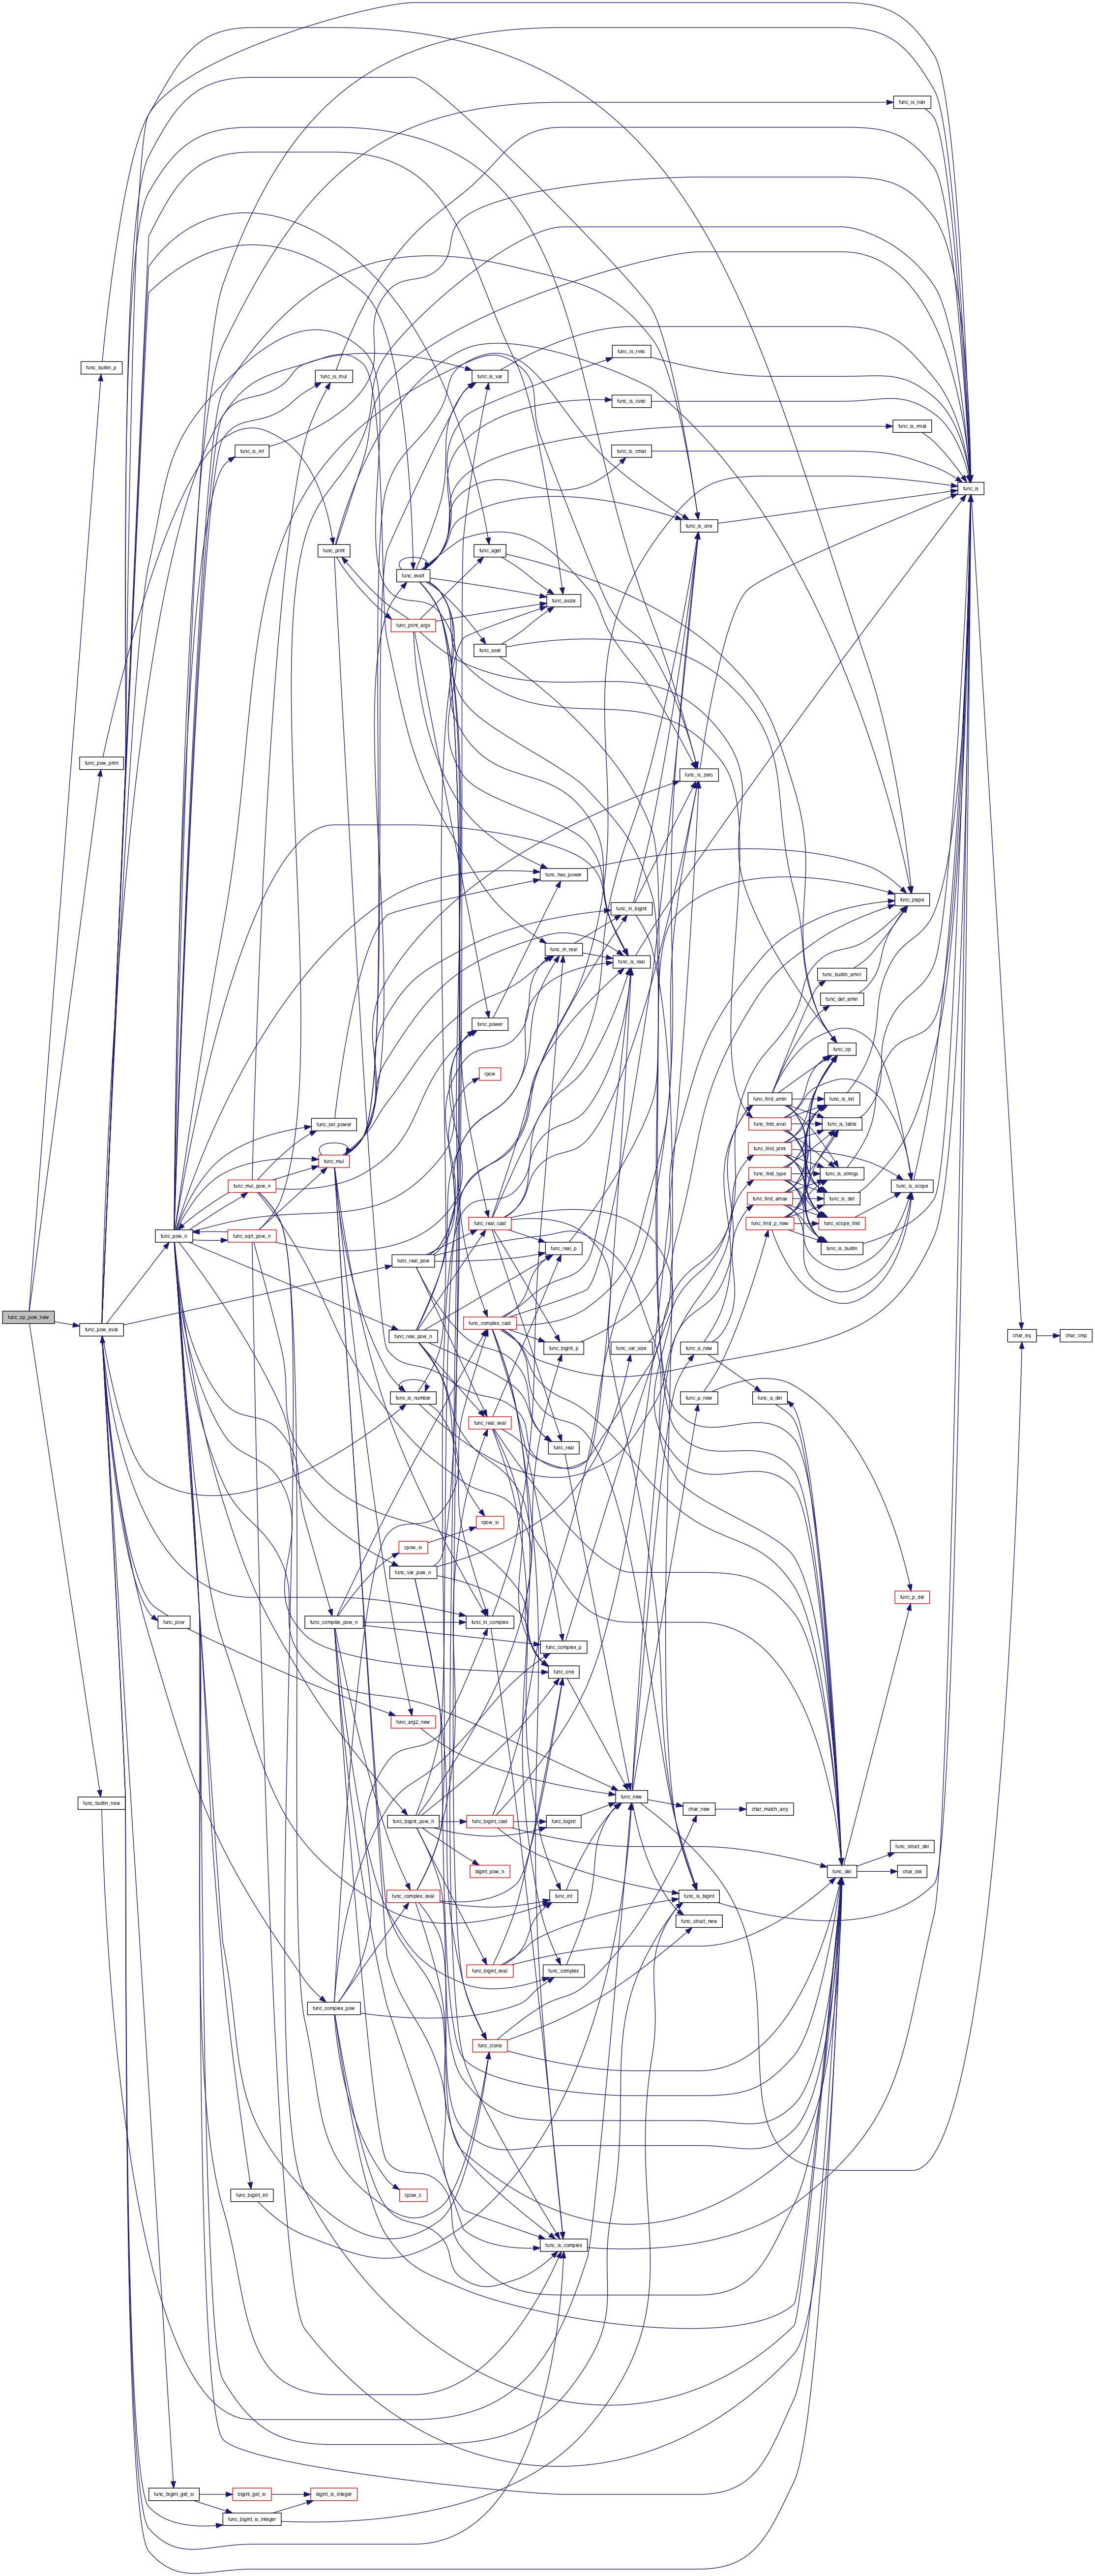 func_is_nan
func_is_rvec
func_builtin_p
func_is_mul
func_is_var
func_is_cvec
func_is_rmat
func_is_inf
func_is_cmat
func_is
func_is_one
func_print
func_aget
func_evalf
func_asize
func_print_args
func_aset
func_pow_print
func_is_zero
func_has_power
func_ptype
func_in_bigint
func_in_real
func_is_real
func_builtin_amin
func_def_amin
func_power
func_op
rpow
func_find_amin
func_is_list
func_set_power
func_find_eval
func_is_table
func_find_print
func_mul
func_find_type
func_is_strings
func_mul_pow_n
func_is_scope
func_find_amax
func_is_def
func_real_cast
func_find_p_new
func_scope_find
func_pow_n
func_sqrt_pow_n
func_real_p
func_is_builtin
func_real_pow
func_op_pow_new
func_complex_cast
func_pow_eval
func_real_pow_n
char_eq
char_cmp
func_bigint_p
func_var_size
func_a_new
func_is_number
func_p_new
func_a_del
func_real_eval
func_real
rpow_si
cpow_si
func_var_pow_n
func_p_del
func_pow
func_complex_pow_n
func_in_complex
func_complex_p
func_one
func_arg2_new
func_new
func_builtin_new
char_new
char_match_any
func_bigint_pow_n
func_bigint_cast
func_bigint
func_struct_del
bigint_pow_n
func_del
char_del
func_complex_eval
func_inf
func_is_bigint
func_struct_new
func_bigint_eval
func_complex
func_complex_pow
func_clone
func_bigint_int
cpow_c
func_is_complex
func_bigint_get_si
bigint_get_si
bigint_is_integer
func_bigint_is_integer